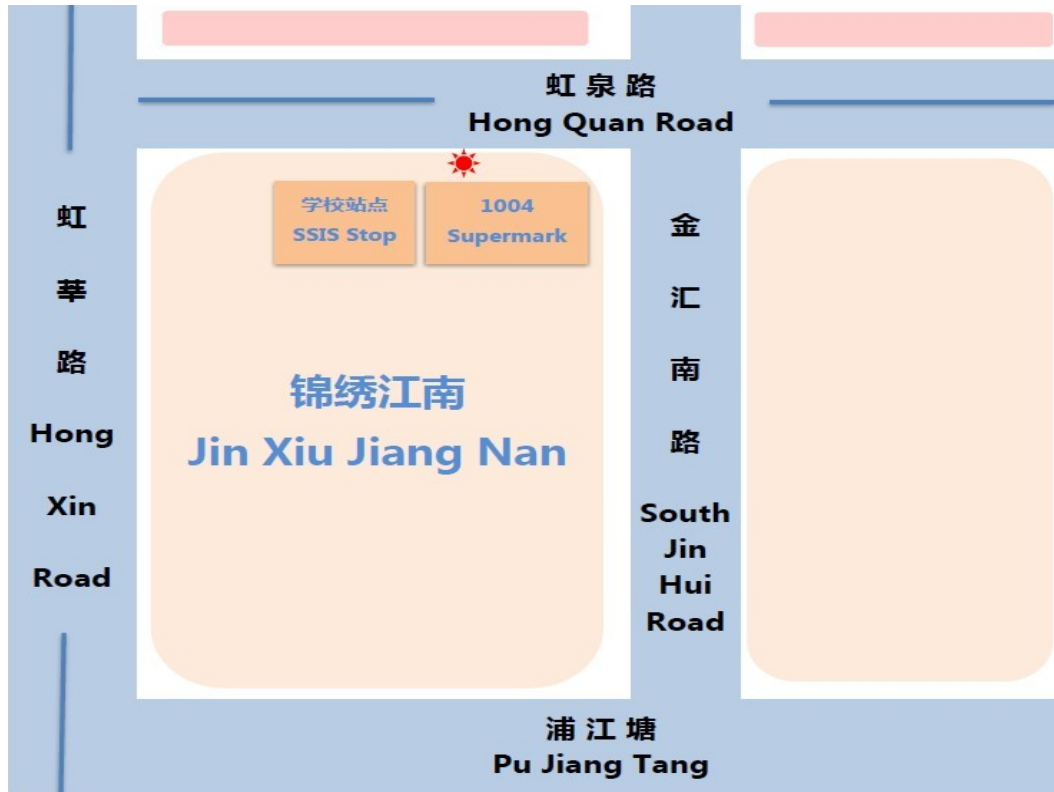 虹泉路
Hong Quan Road
学校站点
SSIS Stop
1004
Supermark
虹
莘
路
Hong
Xin
Road
金
汇
南
路
South
Jin
Hui
Road
锦绣江南
Jin Xiu Jiang Nan
浦江塘
Pu Jiang Tang